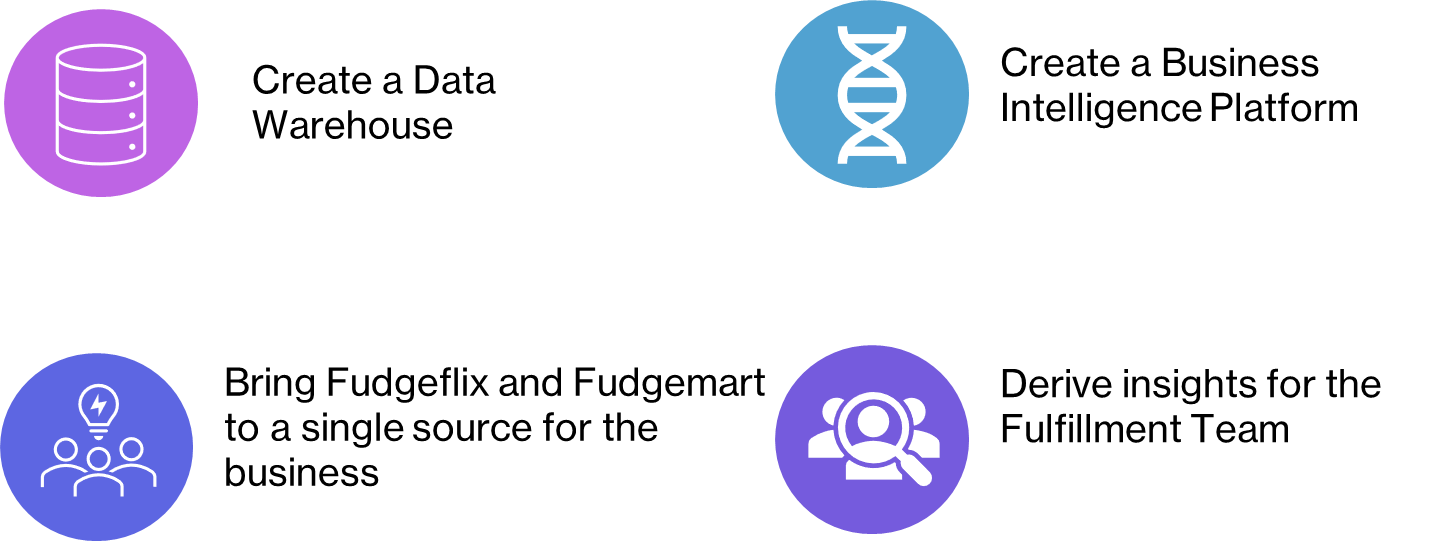 Create a Data
Warehouse
Create a Business
Intelligence Platform
Bring Fudgeflix and Fudgemart
to a single source for the
business
Derive insights for the
Fulfillment Team